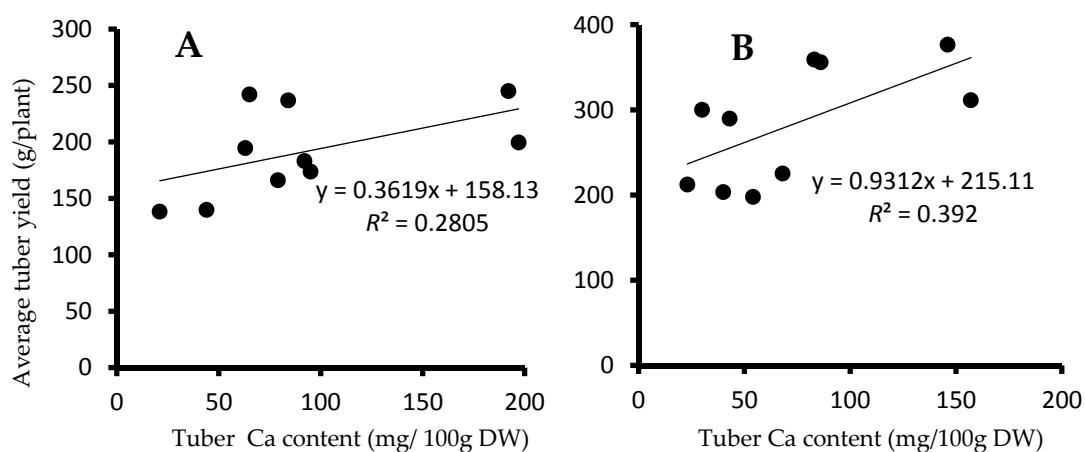 A
300
250
200
150
100
50
0
Average tuber yield (g/plant)
y = 0.3619x + 158.13
R² = 0.2805
0 50 100 150 200
Tuber Ca content (mg/ 100g DW)
B
400
300
200
100
0
y = 0.9312x + 215.11
R² = 0.392
0 50 100 150 200
Tuber Ca content (mg/100g DW)